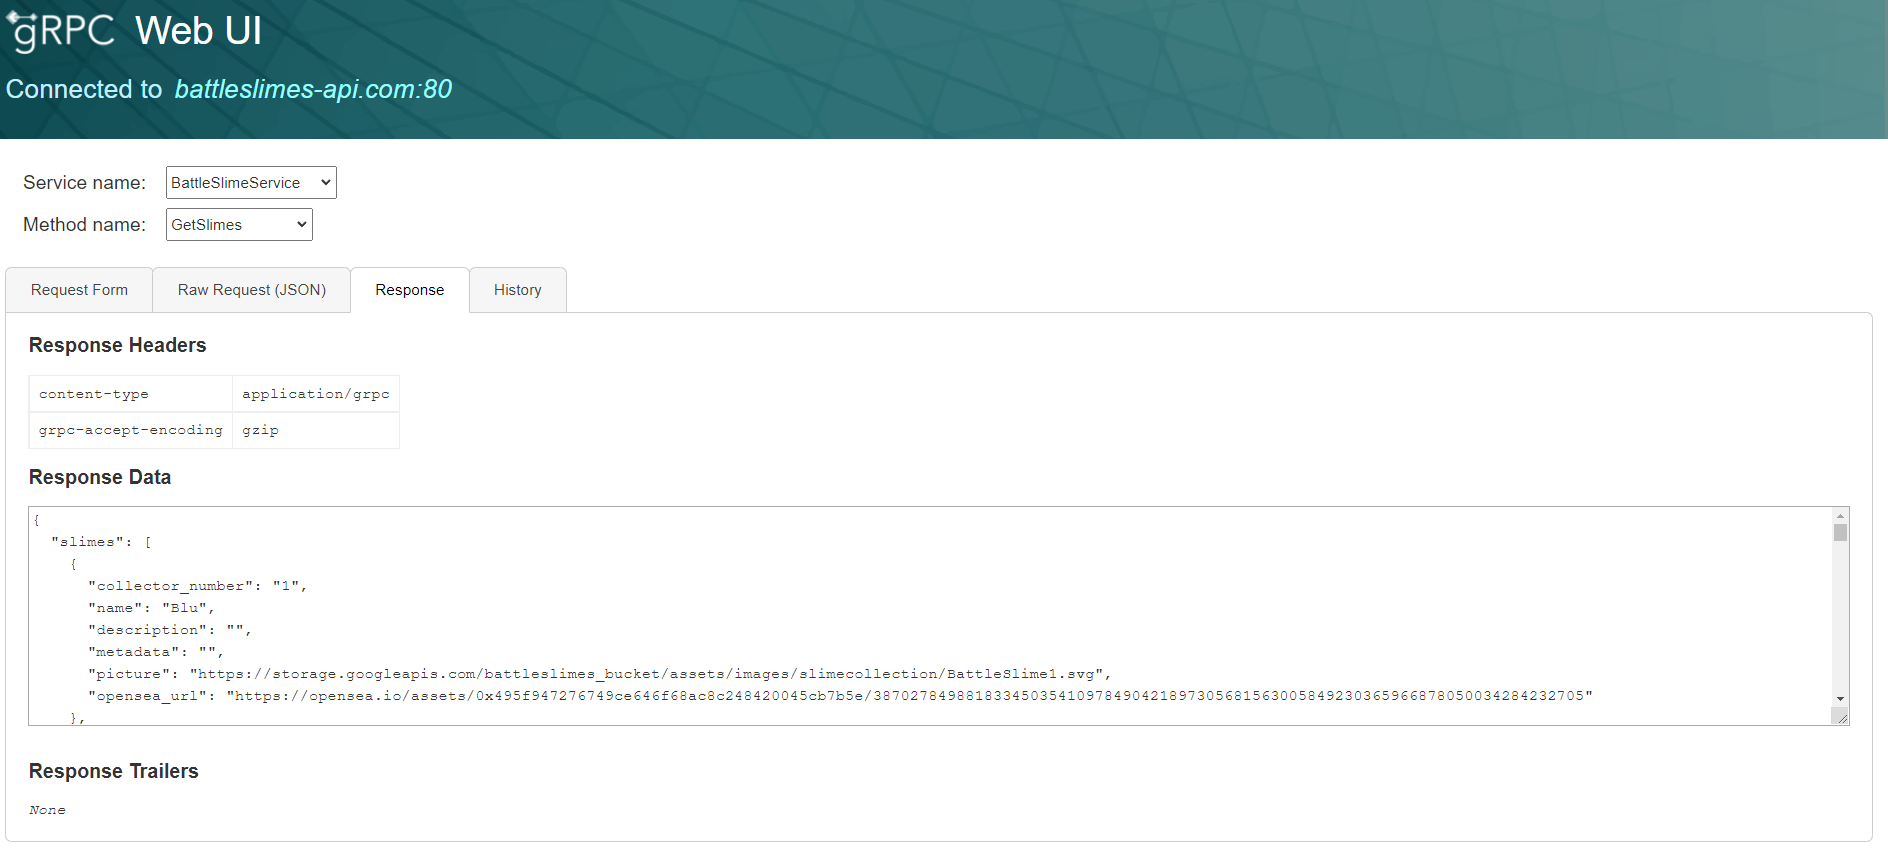 gRPC Web UI
Connected to battleslimes-api.com:80
Service name: BattleSlimeService
Method name: GetSlimes
Request Form Raw Request (JSON) Response History
Response Headers
content-type application/grpc
grpc-accept-encoding gzip
Response Data
{
"slimes": [
{
"collector_number": "1",
"name": "Blu",
"description": "",
"metadata": "",
"picture": "https://storage.googleapis.com/battleslimes_bucket/assets/images/slimecollection/BattleSlime1.svg",
"opensea_url": "https://opensea.io/assets/0x495f947276749ce646f68ac8c248420045cb7b5e/38702784988183345035410978490421897305681563005849230365966878050034284232705"
},
Response Trailers
None